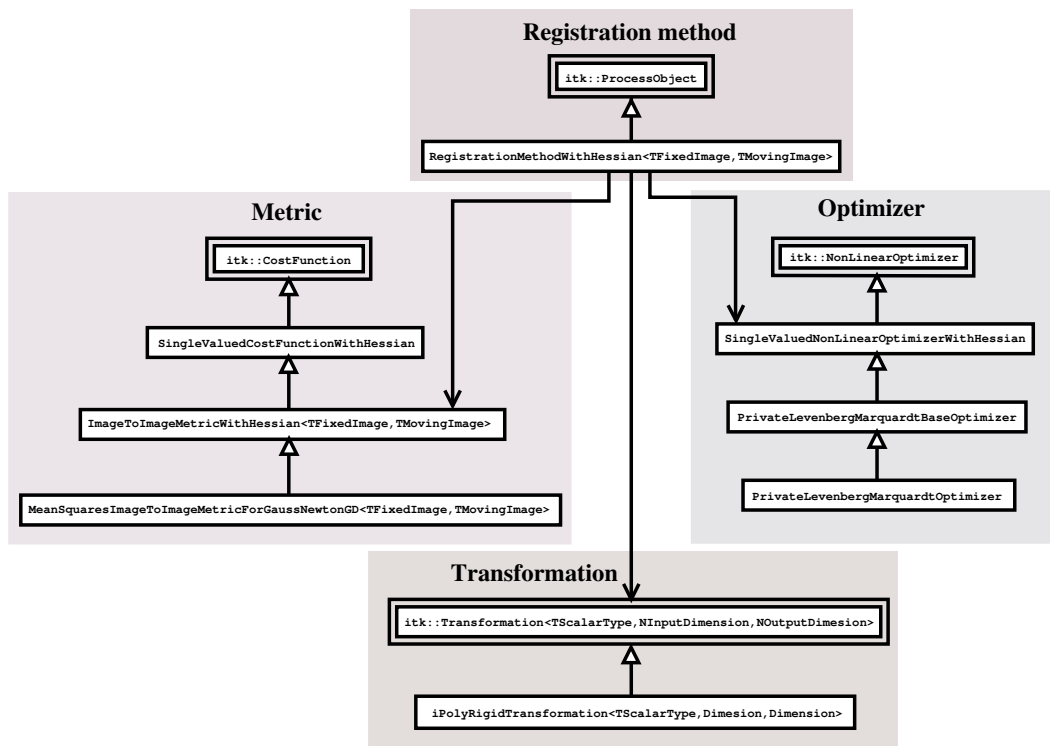 Registration method
itk::ProcessObject
RegistrationMethodWithHessian<TFixedImage,TMovingImage>
Metric
itk::CostFunction
SingleValuedCostFunctionWithHessian
ImageToImageMetricWithHessian<TFixedImage,TMovingImage>
MeanSquaresImageToImageMetricForGaussNewtonGD<TFixedImage,TMovingImage>
Optimizer
itk::NonLinearOptimizer
SingleValuedNonLinearOptimizerWithHessian
PrivateLevenbergMarquardtBaseOptimizer
PrivateLevenbergMarquardtOptimizer
Transformation
itk::Transformation<TScalarType,NInputDimension,NOutputDimesion>
iPolyRigidTransformation<TScalarType,Dimesion,Dimension>